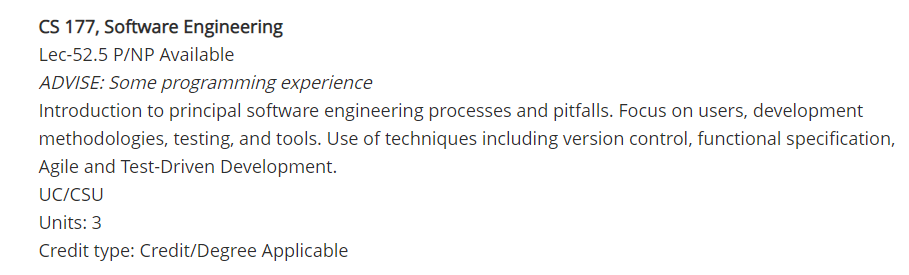 CS 177, Software Engineering
Lec-52.5 P/NP Available
ADVISE: Some programming experience
Introduction to principal software engineering processes and pitfalls. Focus on users, development
methodologies, testing, and tools. Use of techniques including version control, functional specification,
Agile and Test-Driven Development.
UC/CSU
Units: 3
Credit type: Credit/Degree Applicable